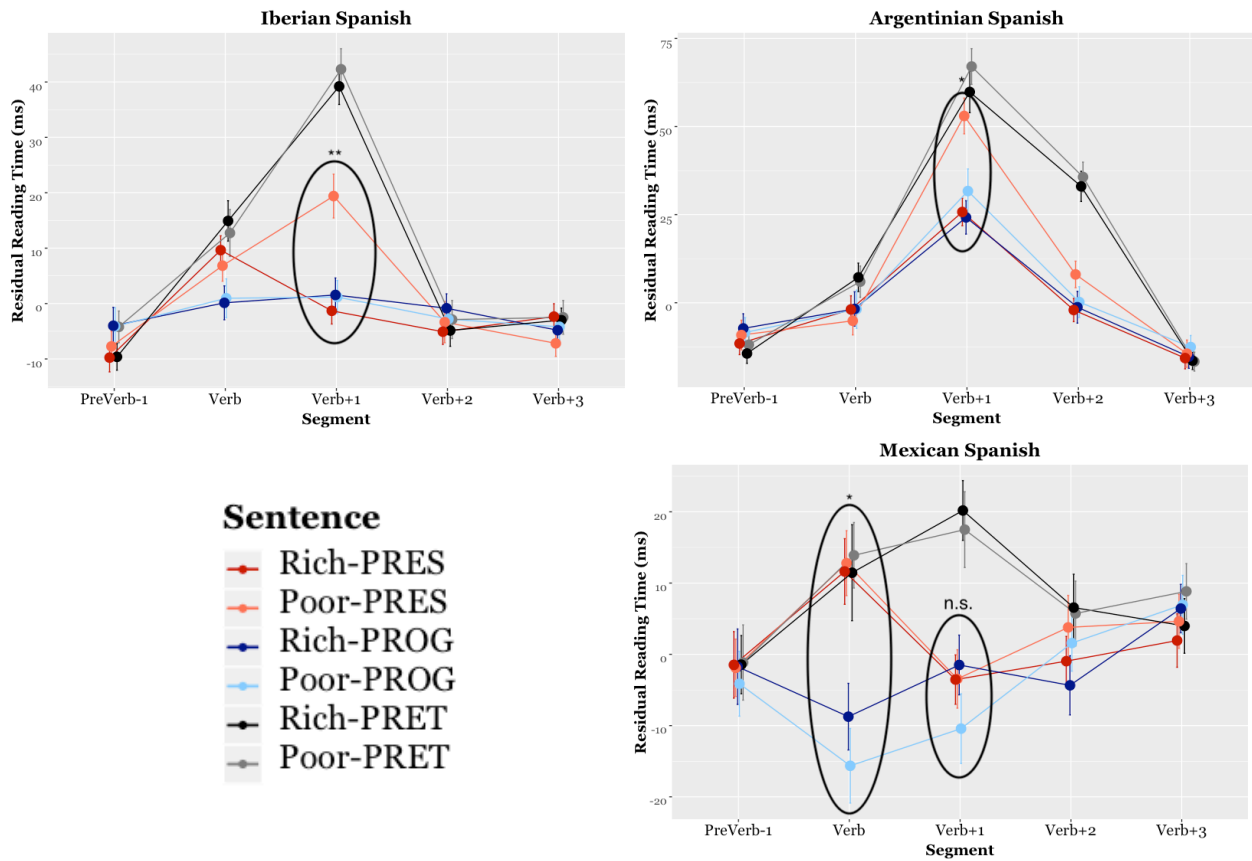 Iberian Spanish
Residual Reading Time (ms)
40
30
20
10
0
-10
**
PreVerb-1 Verb Verb+1 Verb+2 Verb+3
Segment
Argentinian Spanish
Residual Reading Time (ms)
75
50
25
0
*
PreVerb-1 Verb Verb+1 Verb+2 Verb+3
Segment
Sentence
Rich-PRES
Poor-PRES
Rich-PROG
Poor-PROG
Rich-PRET
Poor-PRET
Mexican Spanish
Residual Reading Time (ms)
20
10
0
-10
-20
*
n.s.
PreVerb-1 Verb Verb+1 Verb+2 Verb+3
Segment